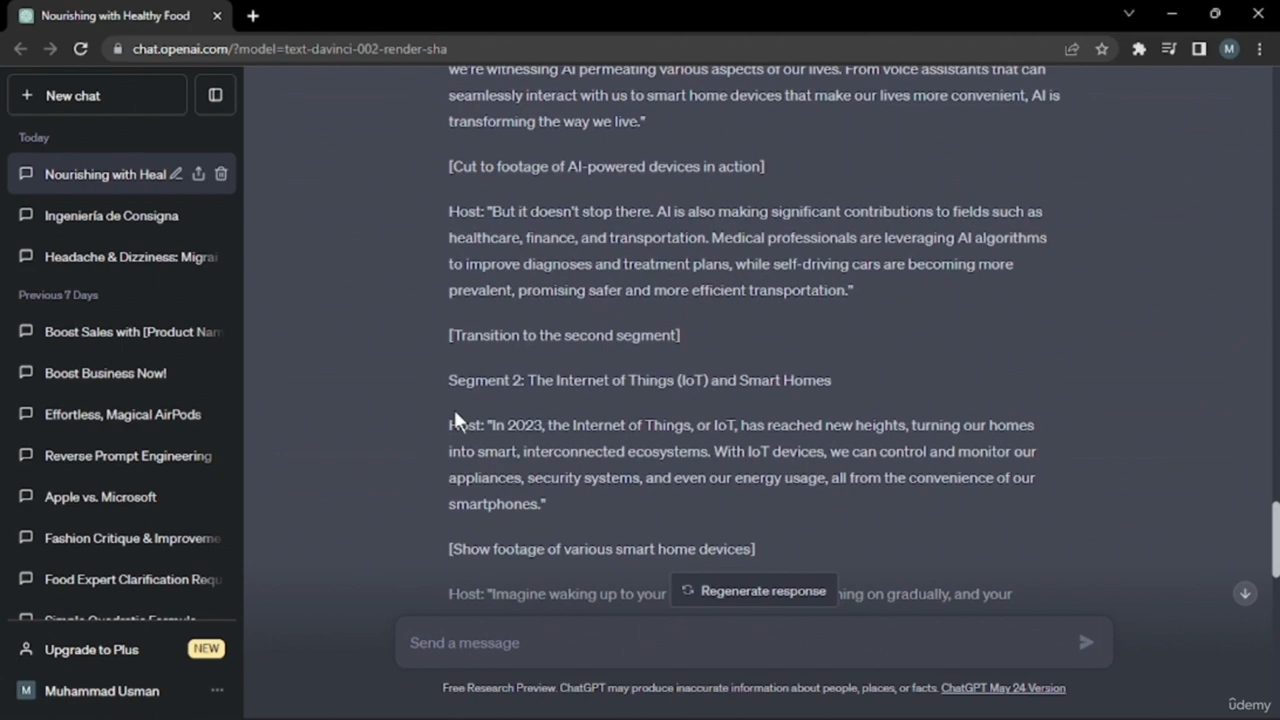 Nourishing with Healthy Food
chat.openai.com/?model=text-davinci-002-render-sha
M
New chat
Today
Nourishing with Heal
Ingeniería de Consigna
Headache & Dizziness: Migrai
Previous 7 Days
Boost Sales with [Product Nam
Boost Business Now!
Effortless, Magical AirPods
Reverse Prompt Engineering
Apple vs. Microsoft
Fashion Critique & Improveme
Food Expert Clarification Requ
Simple Quadratic Formula
Upgrade to Plus NEW
M Muhammad Usman
we're witnessing AI permeating various aspects of our lives. From voice assistants that can
seamlessly interact with us to smart home devices that make our lives more convenient, AI is
transforming the way we live."
[Cut to footage of AI-powered devices in action]
Host: "But it doesn't stop there. AI is also making significant contributions to fields such as
healthcare, finance, and transportation. Medical professionals are leveraging AI algorithms
to improve diagnoses and treatment plans, while self-driving cars are becoming more
prevalent, promising safer and more efficient transportation."
[Transition to the second segment]
Segment 2: The Internet of Things (IoT) and Smart Homes
Host: "In 2023, the Internet of Things, or IoT, has reached new heights, turning our homes
into smart, interconnected ecosystems. With IoT devices, we can control and monitor our
appliances, security systems, and even our energy usage, all from the convenience of our
smartphones."
[Show footage of various smart home devices]
Host: "Imagine waking up to your ning on gradually, and your
Regenerate response
Send a message
Free Research Preview. ChatGPT may produce inaccurate information about people, places, or facts. ChatGPT May 24 Version
ûdemy